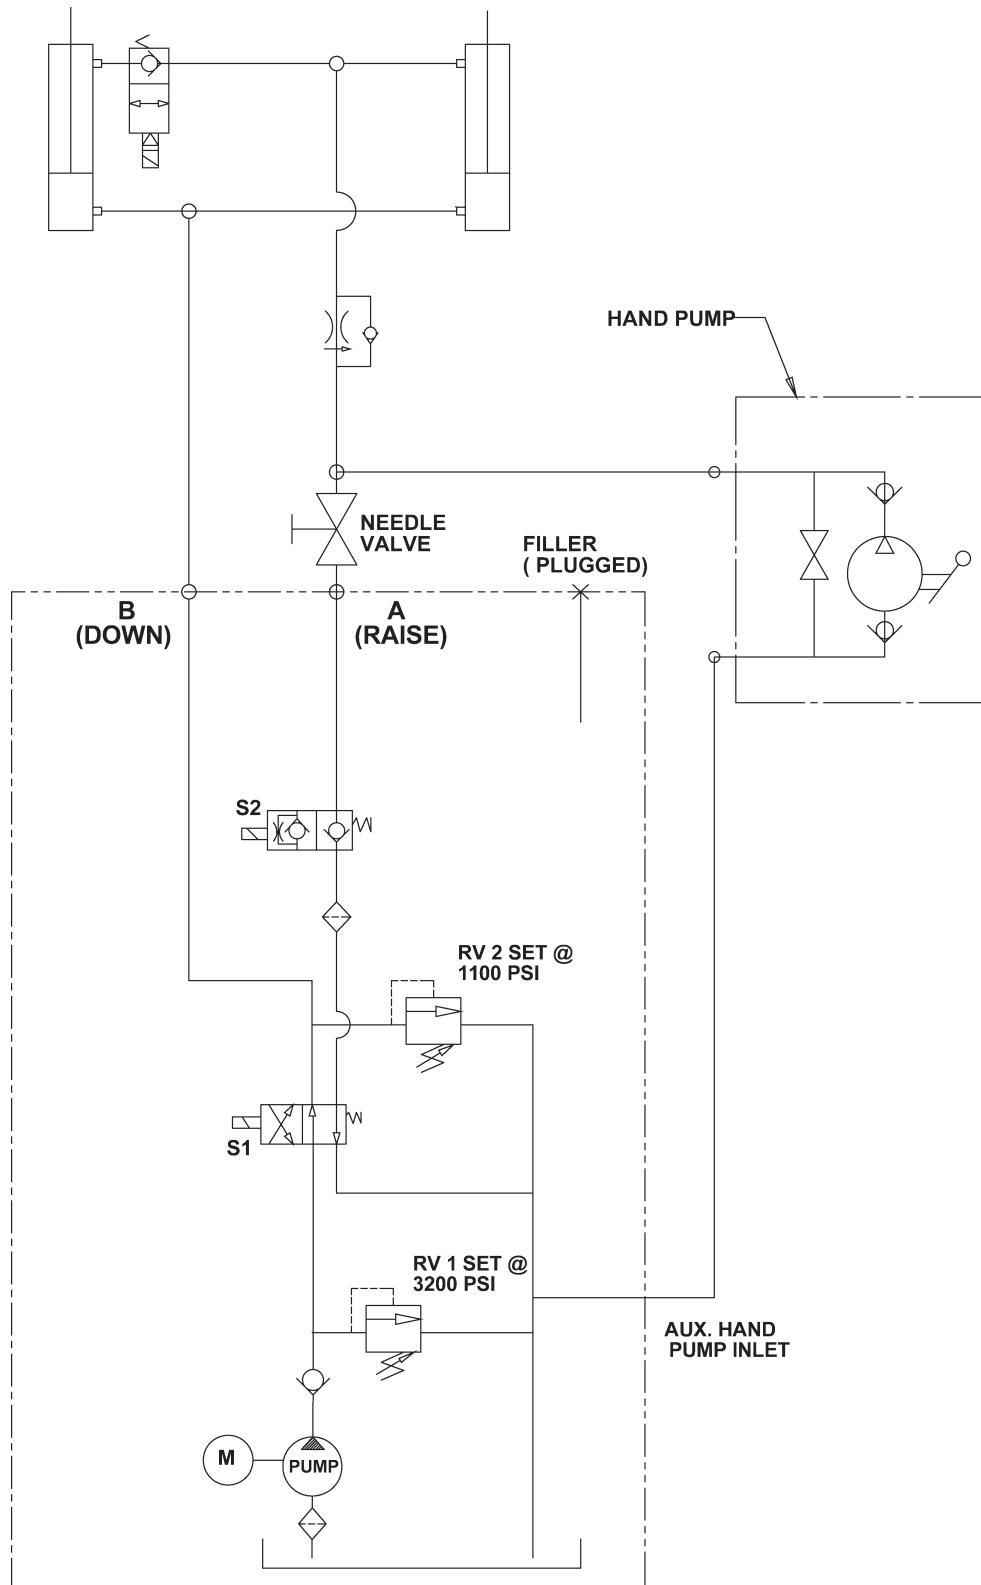 HAND PUMP
NEEDLE
VALVE
FILLER
( PLUGGED)
B
(DOWN)
A
(RAISE)
S2
RV 2 SET @
1100 PSI
S1
RV 1 SET @
3200 PSI
AUX. HAND
PUMP INLET
M
PUMP